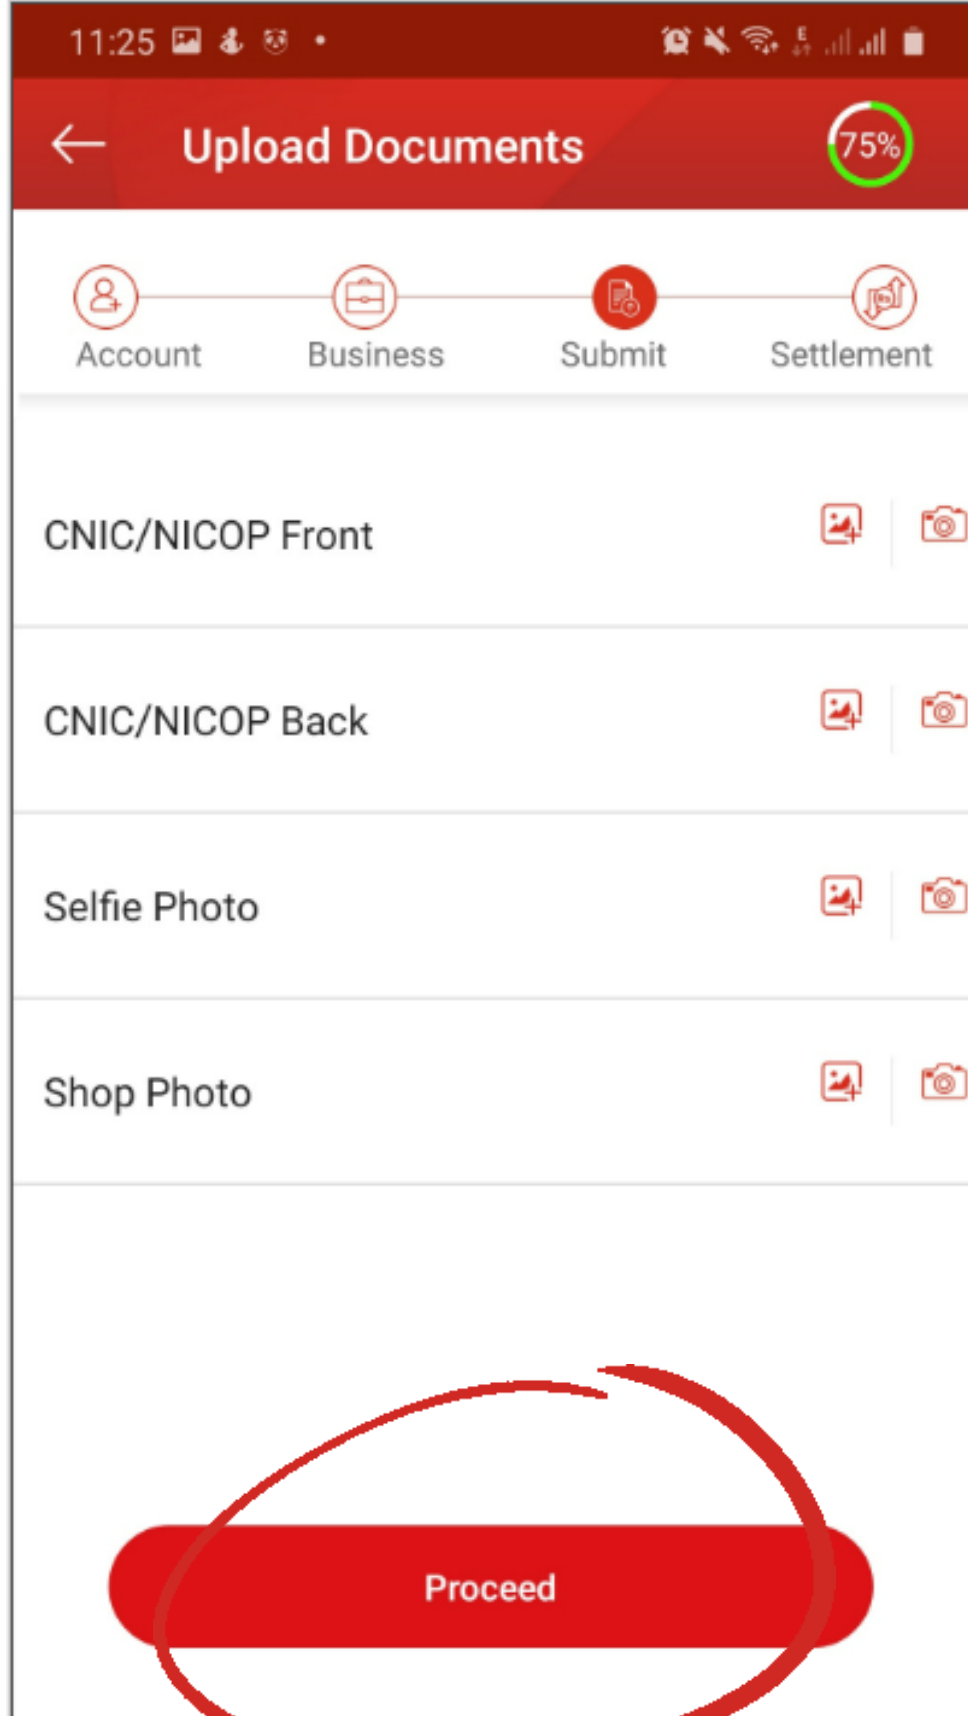 11:25
E
Upload Documents
75%
Account Business Submit Settlement
CNIC/NICOP Front
CNIC/NICOP Back
Selfie Photo
Shop Photo
Proceed